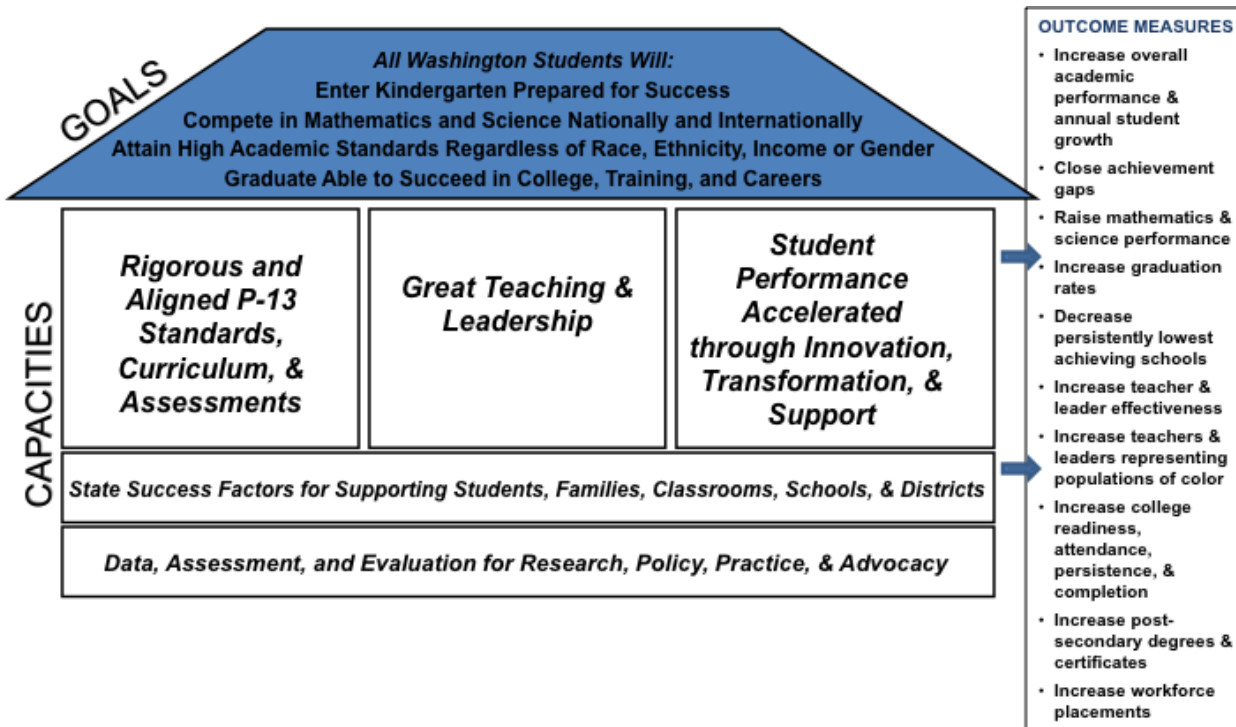 GOALS
All Washington Students Will:
Enter Kindergarten Prepared for Success
Compete in Mathematics and Science Nationally and Internationally
Attain High Academic Standards Regardless of Race, Ethnicity, Income or Gender
Graduate Able to Succeed in College, Training, and Careers
CAPACITIES
Rigorous and
Aligned P-13
Standards,
Curriculum, &
Assessments
Great Teaching &
Leadership
Student
Performance
Accelerated
through Innovation,
Transformation, &
Support
State Success Factors for Supporting Students, Families, Classrooms, Schools, & Districts
Data, Assessment, and Evaluation for Research, Policy, Practice, & Advocacy
OUTCOME MEASURES
• Increase overall
academic
performance &
annual student
growth
• Close achievement
gaps
• Raise mathematics &
science performance
• Increase graduation
rates
• Decrease
persistently lowest
achieving schools
• Increase teacher &
leader effectiveness
• Increase teachers &
leaders representing
populations of color
• Increase college
readiness,
attendance,
persistence, &
completion
• Increase post-
secondary degrees &
certificates
• Increase workforce
placements